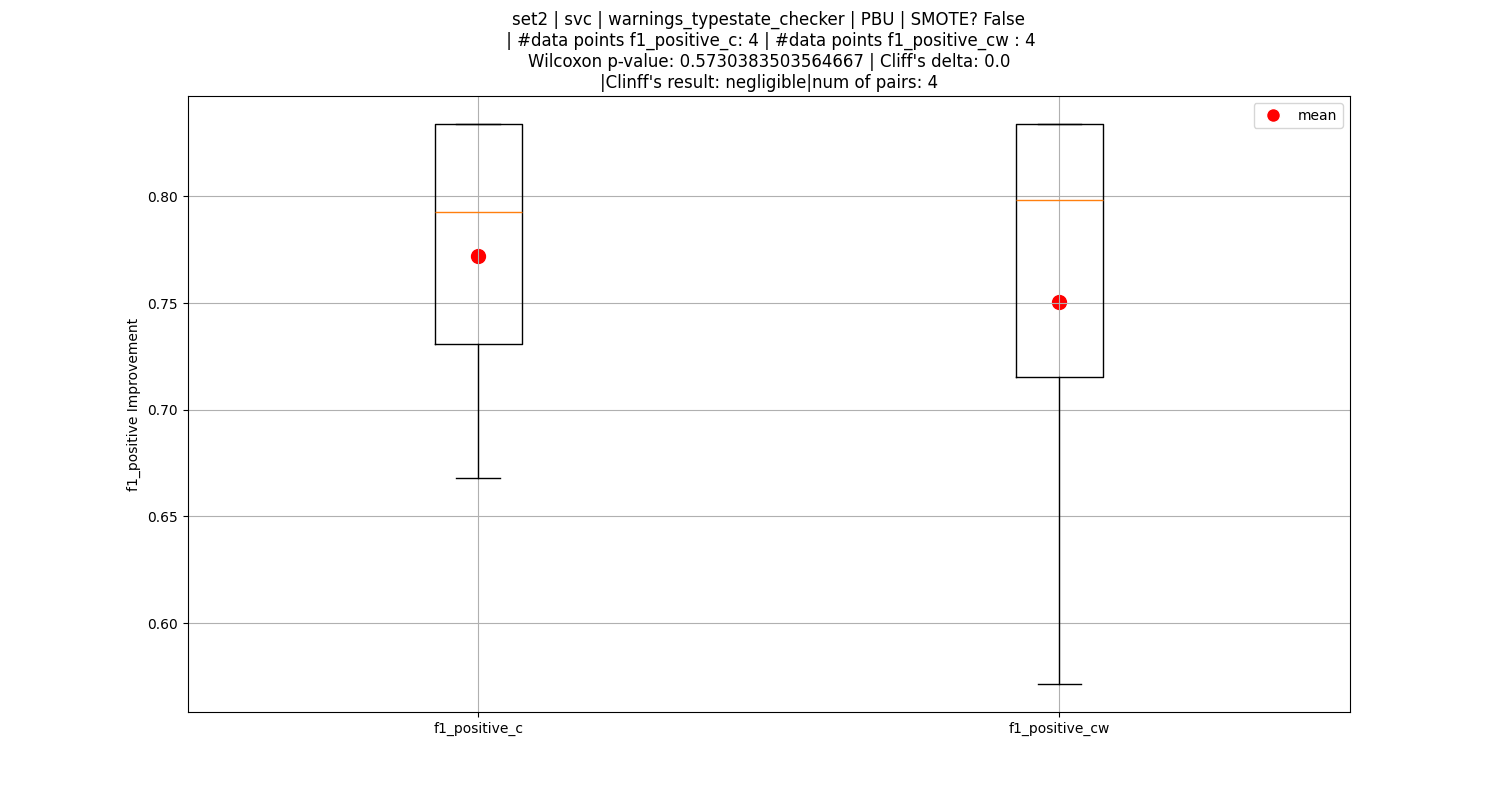 set2 | svc | warnings_typestate_checker | PBU | SMOTE? False
| #data points f1_positive_c: 4 | #data points f1_positive_cw : 4
Wilcoxon p-value: 0.5730383503564667 | Cliff's delta: 0.0
|Clinff's result: negligible|num of pairs: 4
mean
0.80
0.75
0.70
0.65
0.60
f1_positive Improvement
f1_positive_c
f1_positive_cw